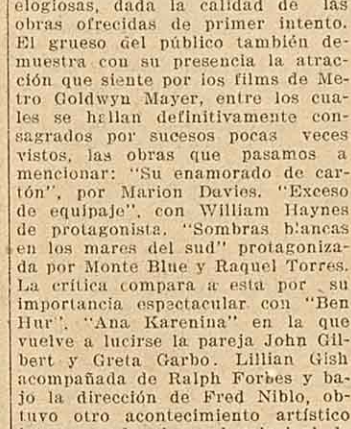 elogiosas, dada la calidad de las
obras ofrecidas de primer intento.
El grueso del público también de-
muestra con su presencia la atrac-
ción que siente por los films de Me-
tro Goldwyn Mayer, entre los cua-
les se hallan definitivamente con-
sagrados por sucesos pocas veces
vistos, las obras que pasamos a
mencionar: "Su enamorado de car-
tón", por Marion Davies. "Exceso
de equipaje", con William Haynes
de protagonista. "Sombras blancas
en los mares del sud" protagoniza-
da por Monte Blue y Raquel Torres.
La crítica compara a esta por su
importancia espectacular con "Ben
Hur". "Ana Karenina" en la que
vuelve a lucirse la pareja John Gil-
bert y Greta Garbo. Lillian Gish
acompañada de Ralph Forbes y ba-
jo la dirección de Fred Niblo, ob-
tuvo otro acontecimiento artístico